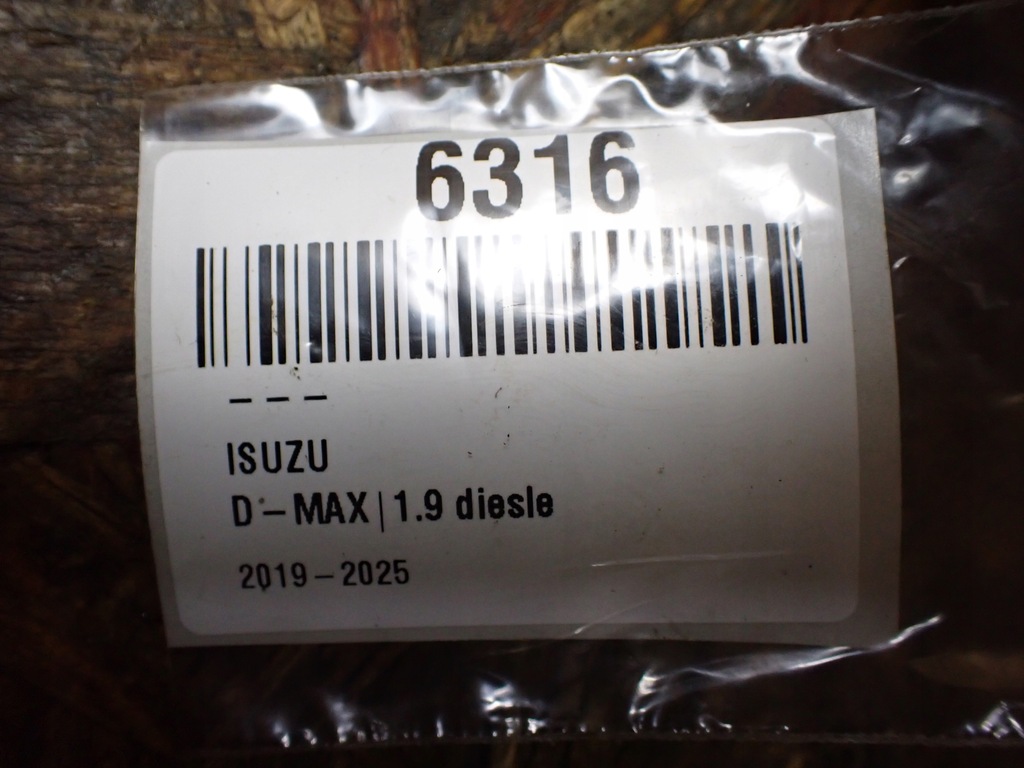 6316
---
ISUZU
D-MAX|1.9 diesle
2019-2025